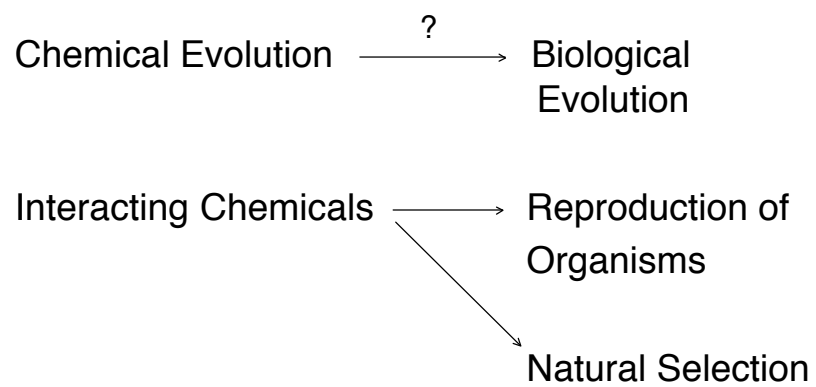 ?
Chemical Evolution
Biological
Evolution
Interacting Chemicals
Reproduction of
Organisms
Natural Selection